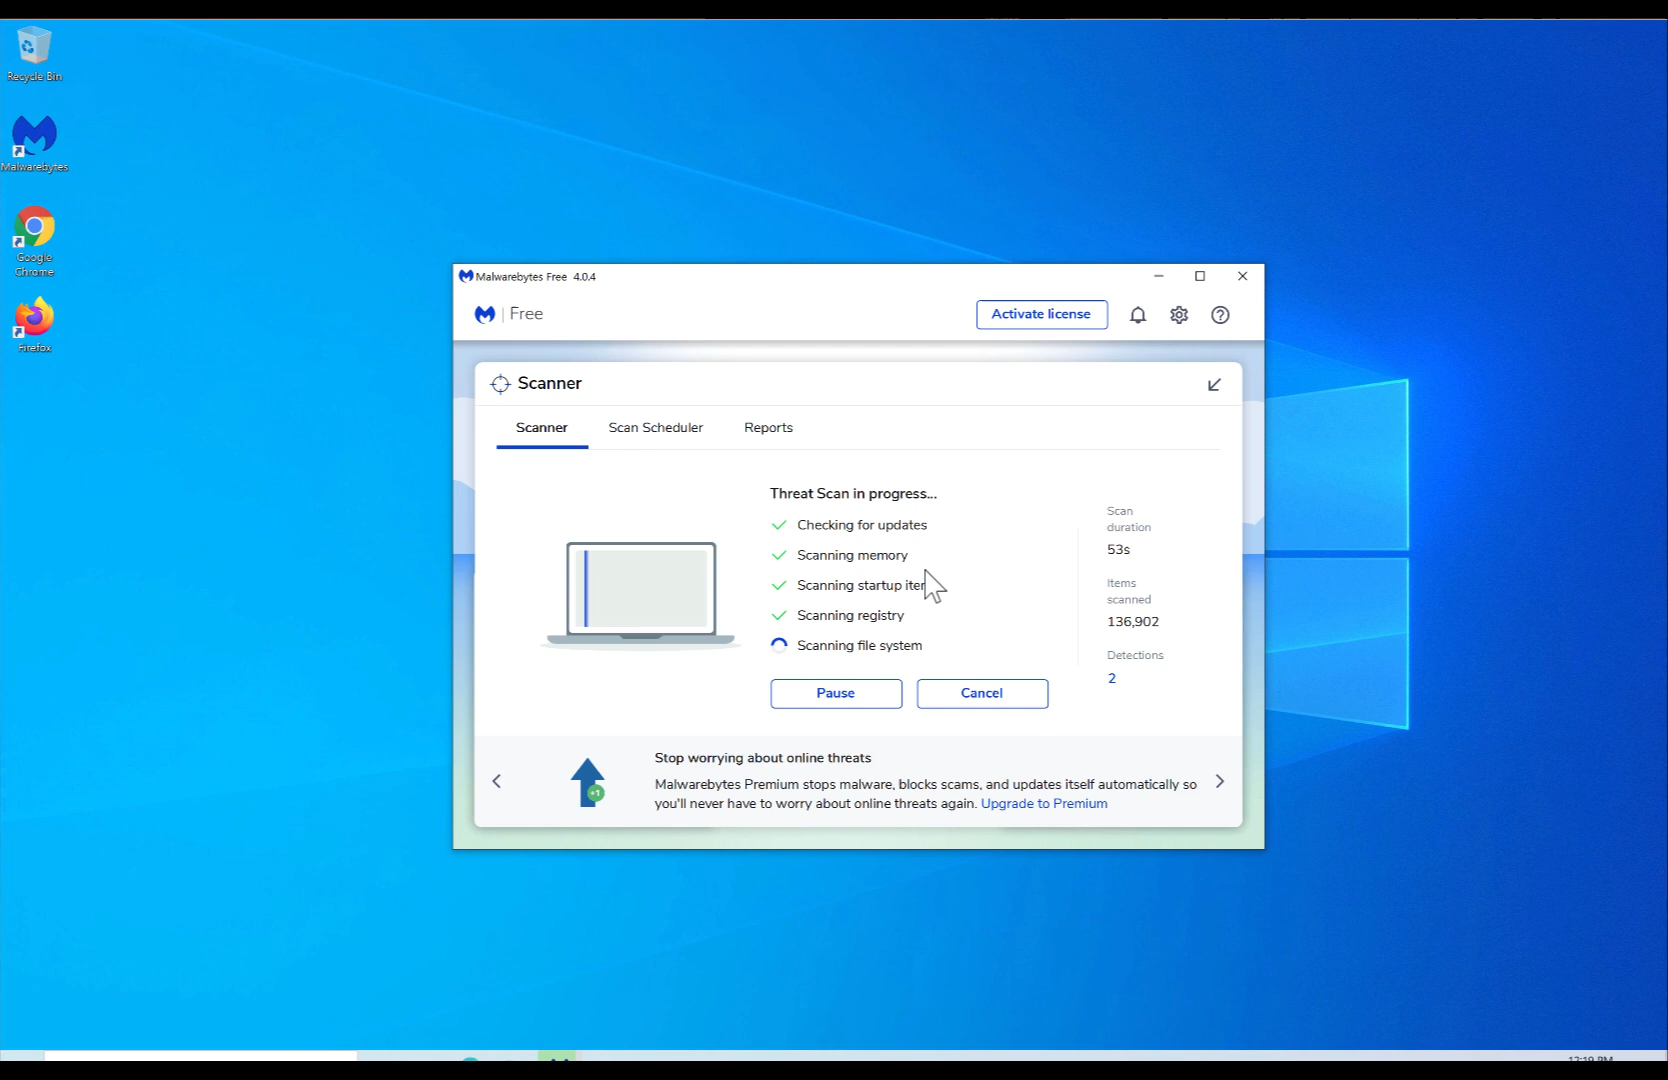 Recycle Bin
Malwarebytes
Google
Chrome
Firefox
Malwarebytes Free 4.0.4
Free
Activate license
Scanner
Scanner
Scan Scheduler
Reports
Threat Scan in progress...
Checking for updates
Scanning memory
Scanning startup iter
Scanning registry
Scanning file system
Pause
Cancel
Scan
duration
53s
Items
scanned
136,902
Detections
2
Stop worrying about online threats
+1
Malwarebytes Premium stops malware, blocks scams, and updates itself automatically so
you'll never have to worry about online threats again. Upgrade to Premium
12:19 PM